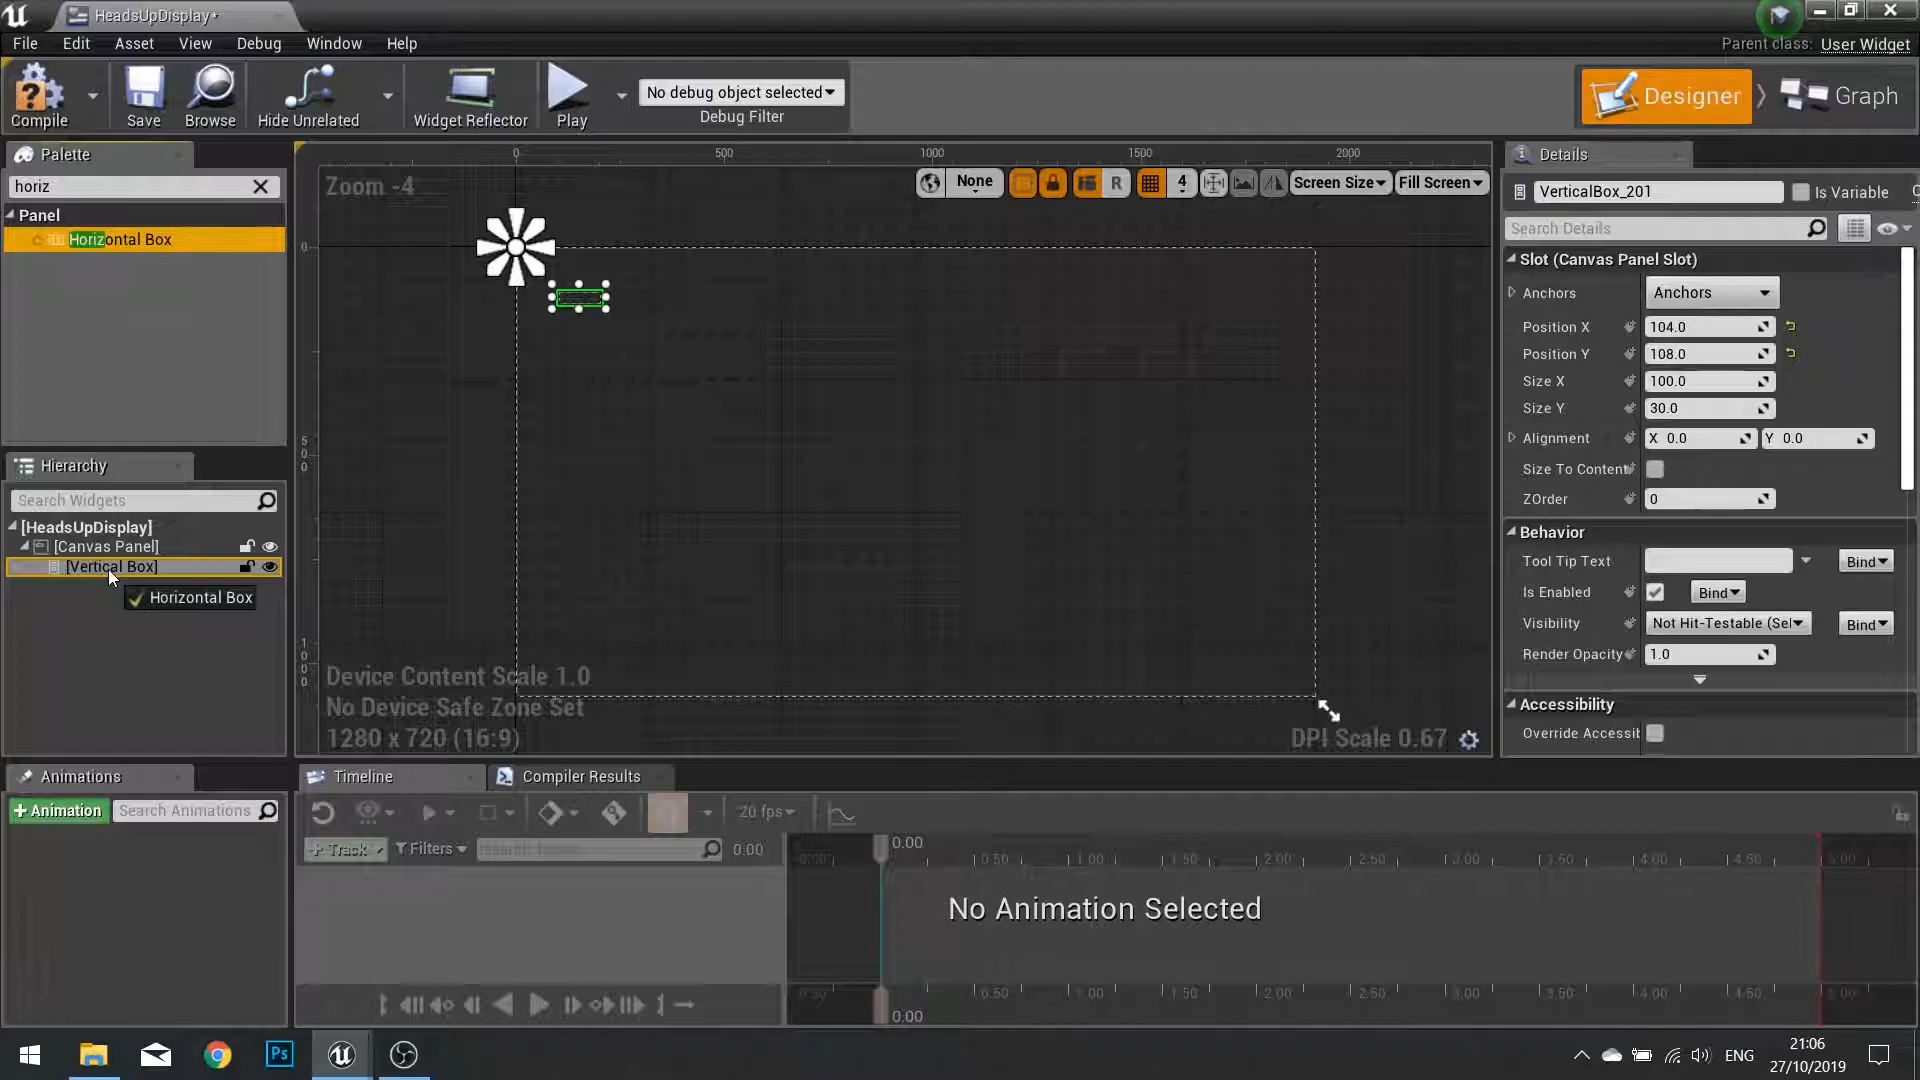 HeadsUpDisplay*
File Edit Asset View Debug Window Help
Parent class: User Widget
Compile Save Browse Hide Unrelated Widget Reflector Play
No debug object selected
Debug Filter
Designer Graph
Palette
horiz
Panel
Horizontal Box
Hierarchy
Search Widgets
[HeadsUpDisplay]
[Canvas Panel]
[Vertical Box]
Horizontal Box
0 500 1000 1500 2000
0
500
1000
Zoom -4
None R 4 Screen Size Fill Screen
Device Content Scale 1.0
No Device Safe Zone Set
1280 x 720 (16:9)
DPI Scale 0.67
Details
VerticalBox_201 Is Variable
Search Details
Slot (Canvas Panel Slot)
Anchors Anchors
Position X 104.0
Position Y 108.0
Size X 100.0
Size Y 30.0
Alignment X 0.0 Y 0.0
Size To Content
ZOrder 0
Behavior
Tool Tip Text Bind
Is Enabled Bind
Visibility Not Hit-Testable (Sel Bind
Render Opacity 1.0
Accessibility
Override Accessib
Animations
+ Animation Search Animations
Timeline Compiler Results
20 fps
+ Track Filters 0.00
0.00
0.50 1.00 1.50 2.00 2.50 3.00 3.50 4.00 4.50 5.00
No Animation Selected
0.50 1.00 1.50 2.00 2.50 3.00 3.50 4.00 4.50 5.00
0.00
Ps
ENG
21:06
27/10/2019